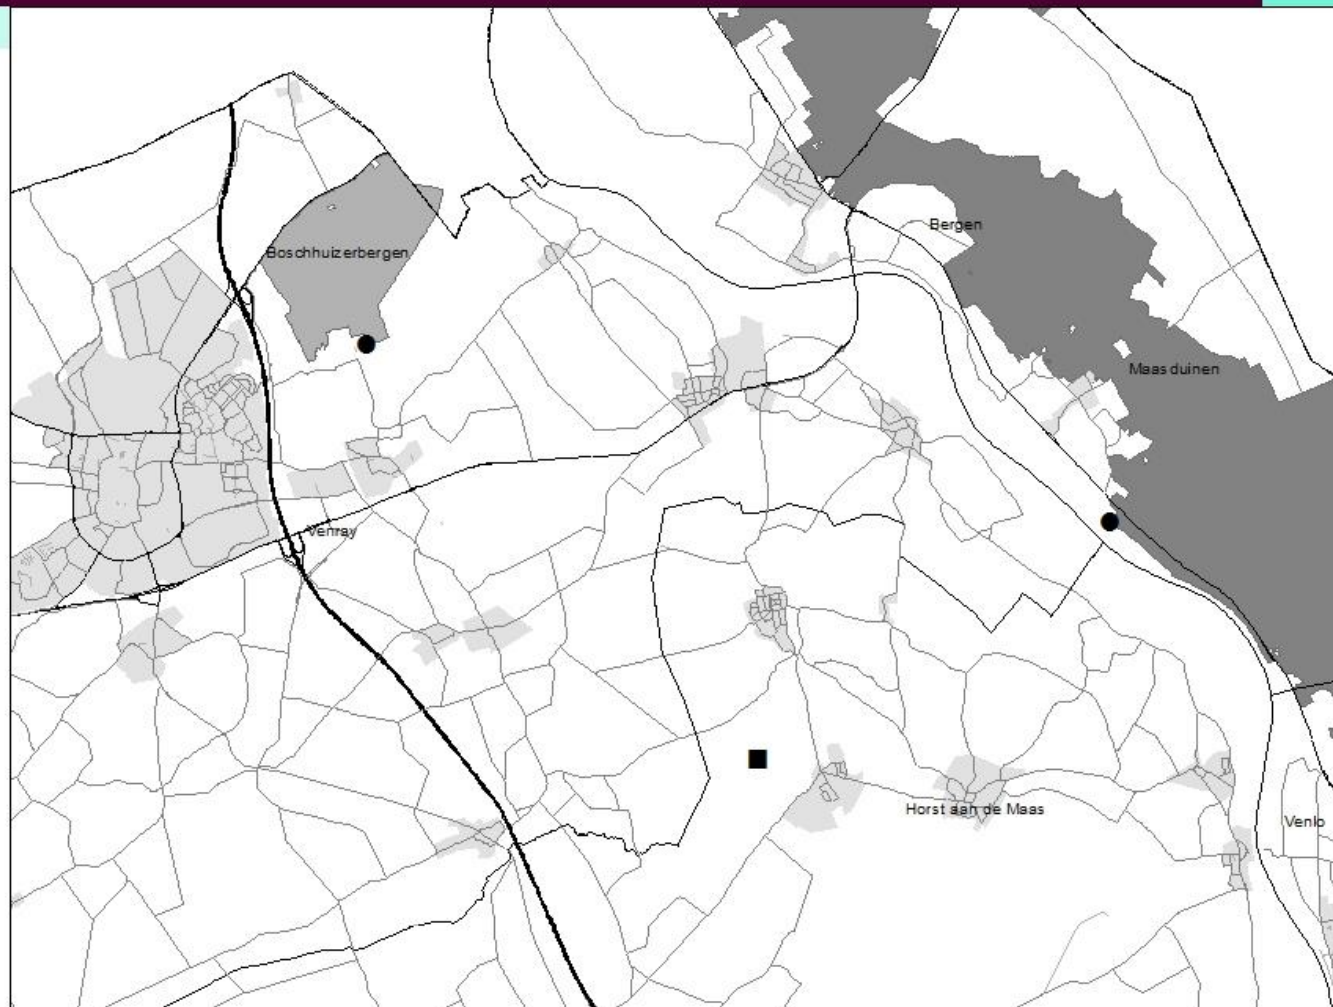 Bergen
Boschhuizerbergen
Maasduinen
Venray
Horst aan de Maas
Venlo